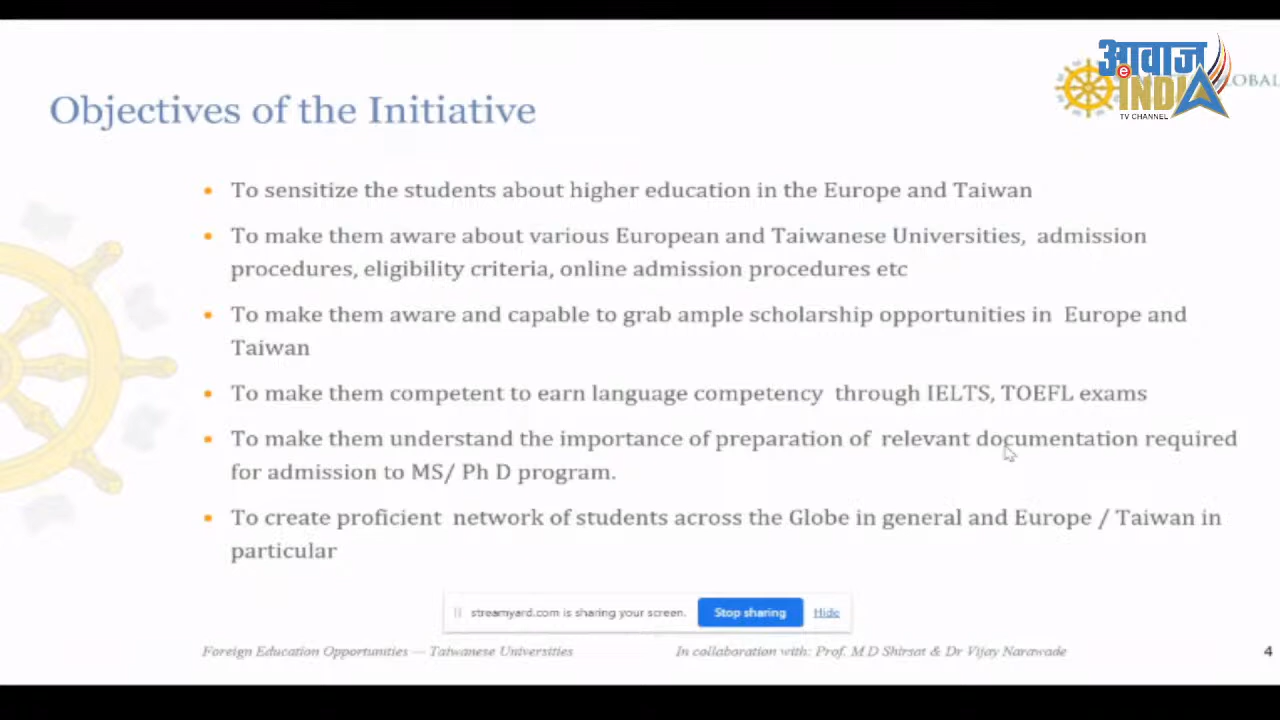 आवाज
e
INDIA
TV CHANNEL
GLOBAL
Objectives of the Initiative
• To sensitize the students about higher education in the Europe and Taiwan
• To make them aware about various European and Taiwanese Universities, admission
procedures, eligibility criteria, online admission procedures etc
• To make them aware and capable to grab ample scholarship opportunities in Europe and
Taiwan
• To make them competent to earn language competency through IELTS, TOEFL exams
• To make them understand the importance of preparation of relevant documentation required
for admission to MS/ Ph D program.
• To create proficient network of students across the Globe in general and Europe / Taiwan in
particular
streamyard.com is sharing your screen. Stop sharing Hide
Foreign Education Opportunities — Taiwanese Universities In collaboration with: Prof. M D Shirsat & Dr Vijay Narawade 4